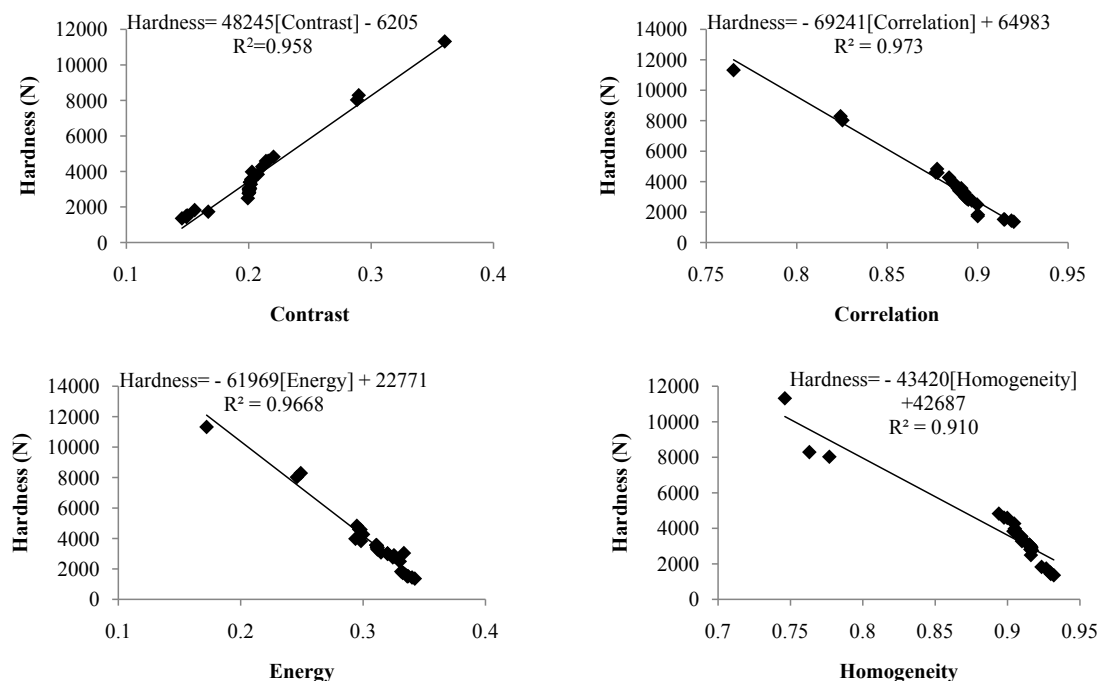 Hardness= 48245[Contrast] - 6205
R²=0.958
12000
10000
8000
6000
4000
2000
0
Hardness (N)
0.1 0.2 0.3 0.4
Contrast
Hardness= - 69241[Correlation] + 64983
R² = 0.973
14000
12000
10000
8000
6000
4000
2000
0
Hardness (N)
0.75 0.8 0.85 0.9 0.95
Correlation
Hardness= - 61969[Energy] + 22771
R² = 0.9668
14000
12000
10000
8000
6000
4000
2000
0
Hardness (N)
0.1 0.2 0.3 0.4
Energy
Hardness= - 43420[Homogeneity]
+42687
R² = 0.910
12000
10000
8000
6000
4000
2000
0
Hardness (N)
0.7 0.75 0.8 0.85 0.9 0.95
Homogeneity